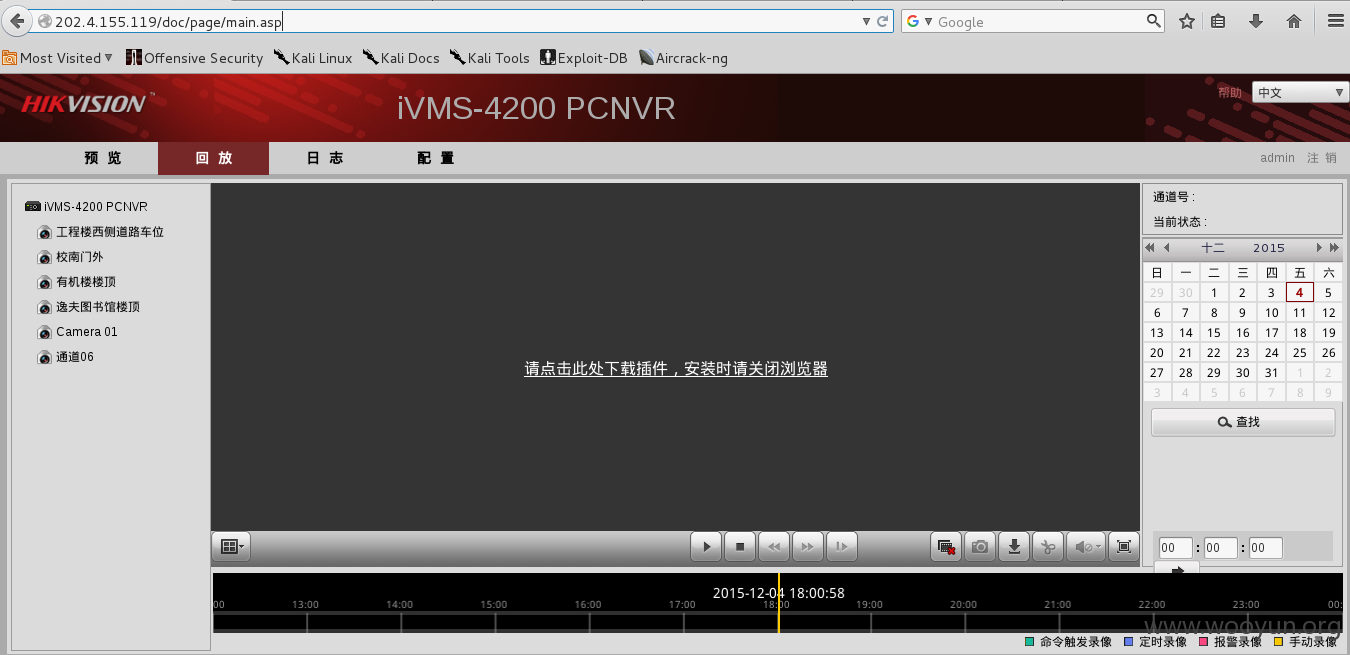 202.4.155.119/doc/page/main.asp
Google
Most Visited Offensive Security Kali Linux Kali Docs Kali Tools Exploit-DB Aircrack-ng
HIKVISION™
iVMS-4200 PCNVR
帮助 中文
预览 回放 日志 配置
admin 注销
iVMS-4200 PCNVR
工程楼西侧道路车位
校南门外
有机楼楼顶
逸夫图书馆楼顶
Camera 01
通道06
请点击此处下载插件，安装时请关闭浏览器
通道号：
当前状态：
十二 2015
日 一 二 三 四 五 六
29 30 1 2 3 4 5
6 7 8 9 10 11 12
13 14 15 16 17 18 19
20 21 22 23 24 25 26
27 28 29 30 31 1 2
3 4 5 6 7 8 9
查找
00 : 00 : 00
2015-12-04 18:00:58
:00 13:00 14:00 15:00 16:00 17:00 18:00 19:00 20:00 21:00 22:00 23:00 00:
www.wooyun.org
命令触发录像 定时录像 报警录像 手动录像